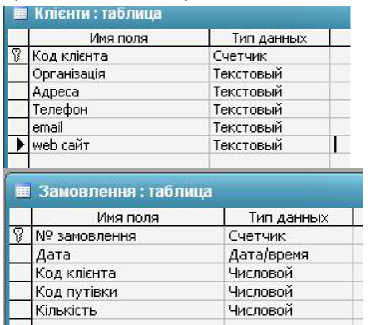 Клієнти : таблица
Имя поля Тип данных
Код клієнта Счетчик
Організація Текстовый
Адреса Текстовый
Телефон Текстовый
email Текстовый
web сайт Текстовый
Замовлення : таблица
Имя поля Тип данных
№ замовлення Счетчик
Дата Дата/время
Код клієнта Числовой
Код путівки Числовой
Кількість Числовой